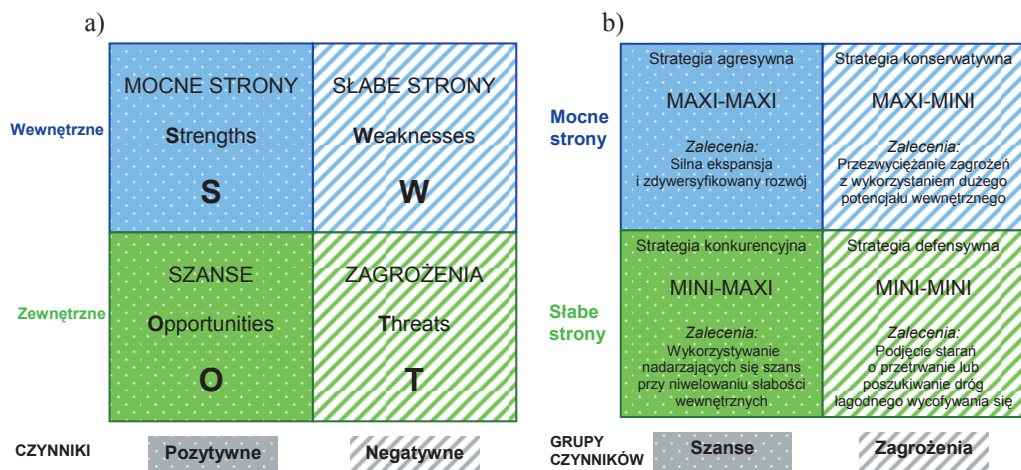 a)
MOCNE STRONY
SŁABE STRONY
Wewnętrzne
Strengths
Weaknesses
S
W
SZANSE
ZAGROŻENIA
Zewnętrzne
Opportunities
Threats
O
T
CZYNNIKI
Pozytywne
Negatywne
b)
Strategia agresywna
MAXI-MAXI
Zalecenia:
Silna ekspansja
i zdywersyfikowany rozwój
Strategia konserwatywna
MAXI-MINI
Zalecenia:
Przezwyciężanie zagrożeń
z wykorzystaniem dużego
potencjału wewnętrznego
Mocne
strony
Strategia konkurencyjna
MINI-MAXI
Zalecenia:
Wykorzystywanie
nadarzających się szans
przy niwelowaniu słabości
wewnętrznych
Strategia defensywna
MINI-MINI
Zalecenia:
Podjęcie starań
o przetrwanie lub
poszukiwanie dróg
łagodnego wycofywania się
Słabe
strony
GRUPY
CZYNNIKÓW
Szanse
Zagrożenia